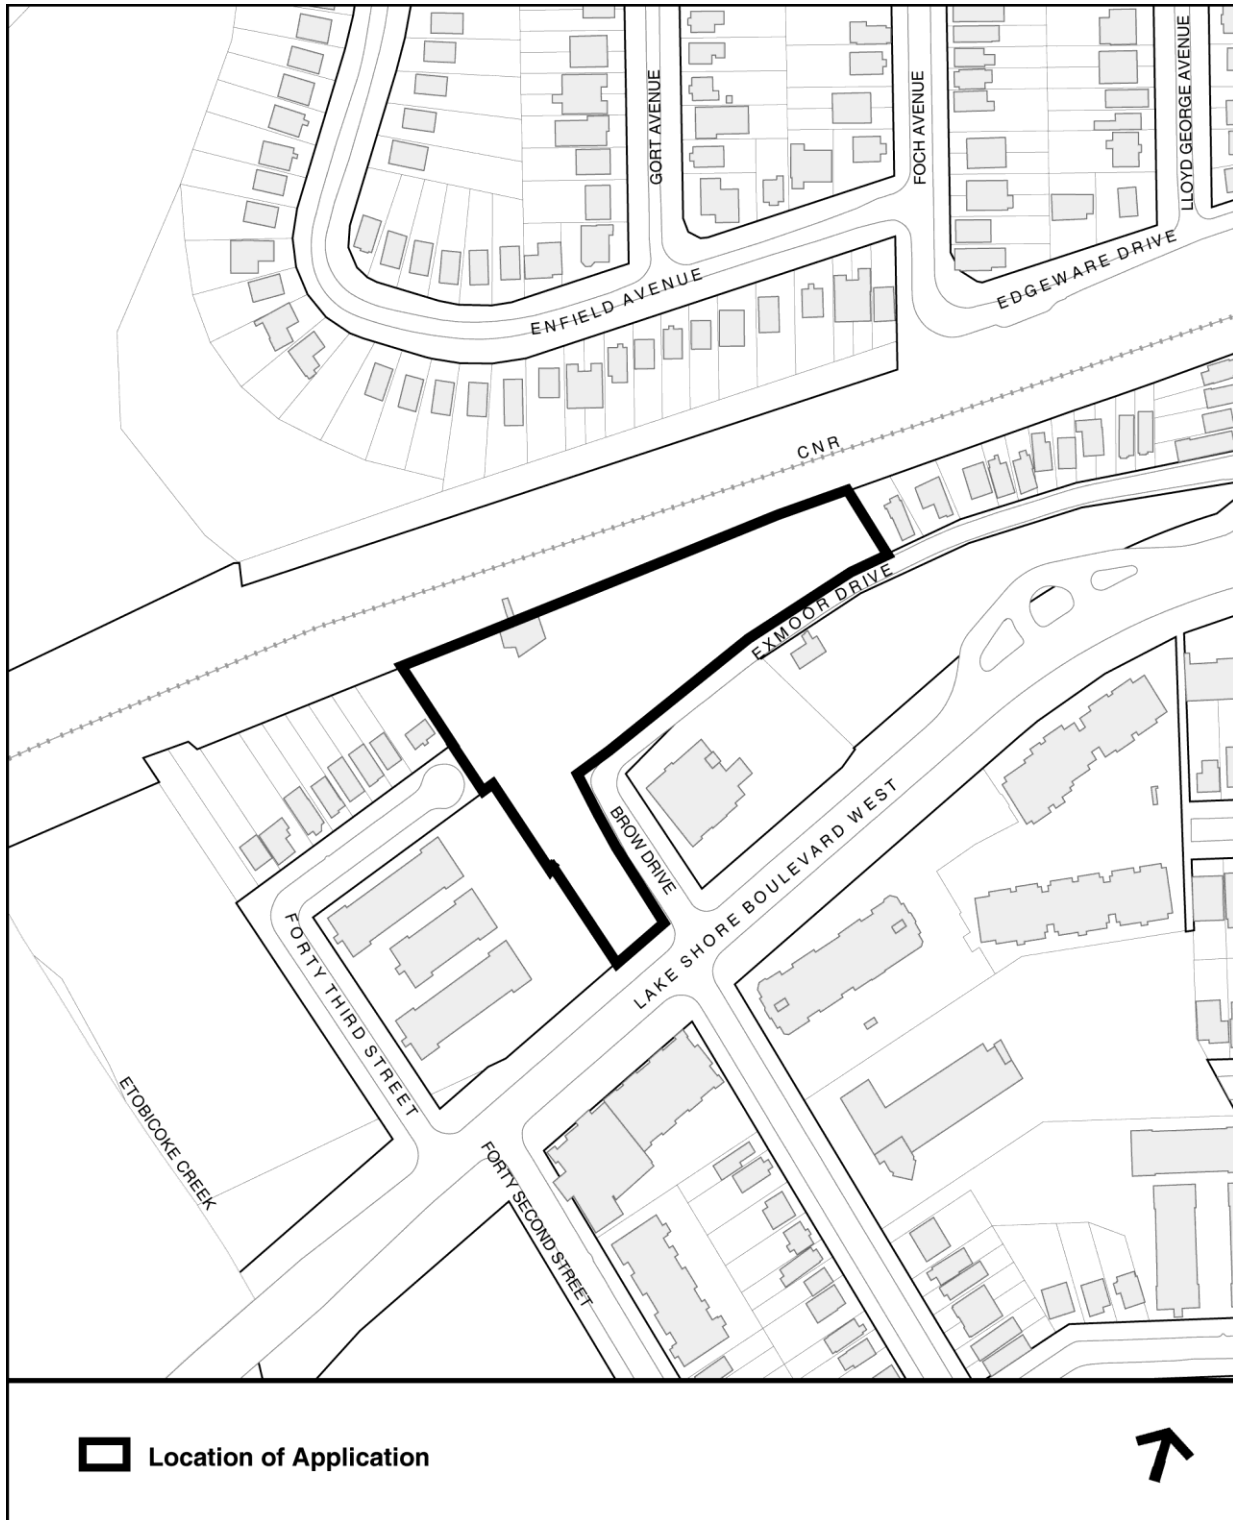 GORT AVENUE
FOCH AVENUE
LLOYD GEORGE AVENUE
ENFIELD AVENUE
EDGEWARE DRIVE
CNR
EXMOOR DRIVE
BROW DRIVE
LAKE SHORE BOULEVARD WEST
FORTY THIRD STREET
ETOBICOKE CREEK
FORTY SECOND STREET
Location of Application